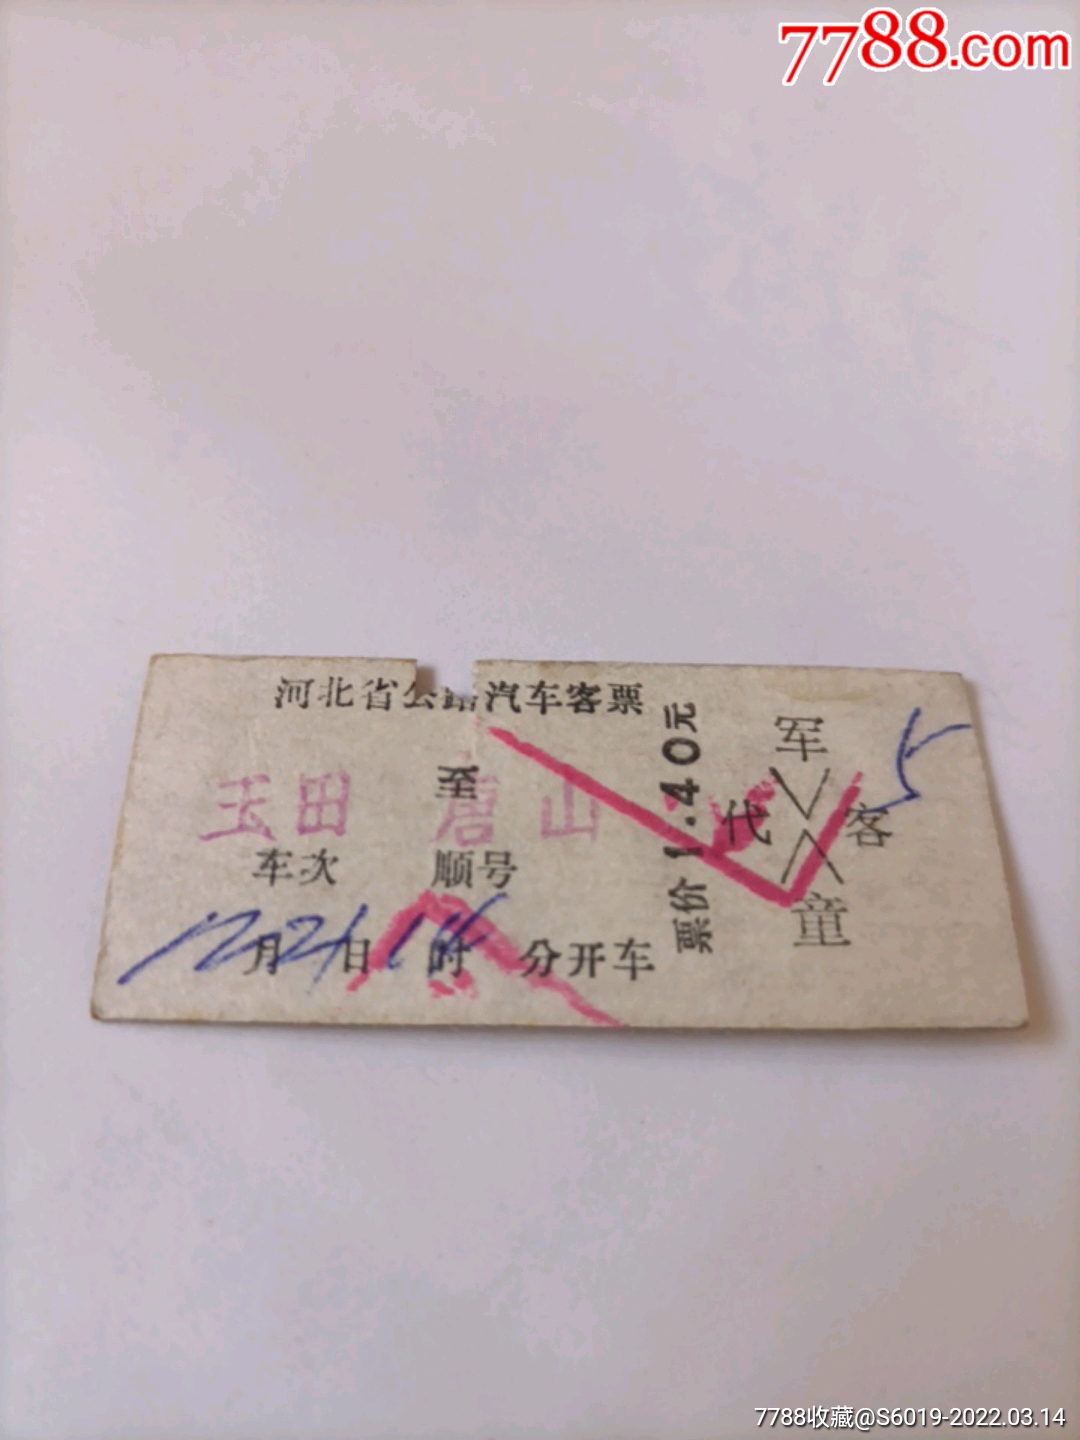 7788.com
河北省公路汽车客票
玉田 至 唐山
车次 顺号
月 日 时 分开车
票价 1.40元
军
代 客
童
5
7788收藏@S6019-2022.03.14